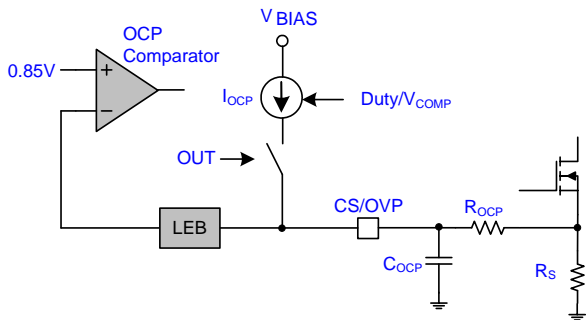 OCP
Comparator
V BIAS
0.85V
+
−
IOCP
Duty/VCOMP
OUT
CS/OVP
ROCP
LEB
COCP
RS